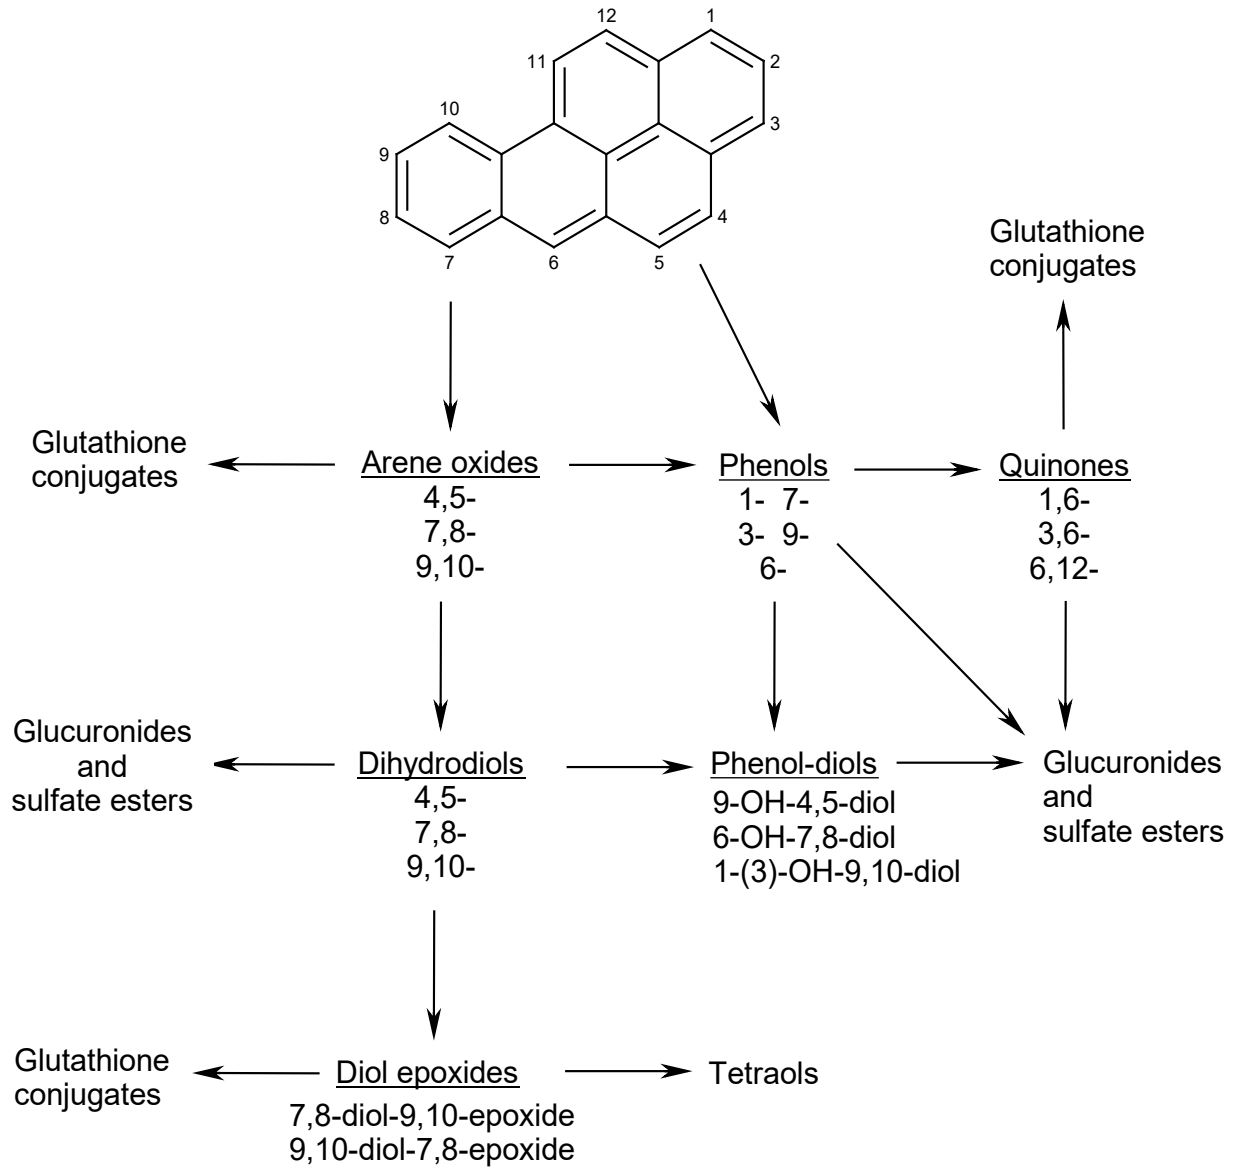 12
1
11
2
10
3
9
8
4
7
6
5
Glutathione
conjugates
Glutathione
conjugates
Arene oxides
4,5-
7,8-
9,10-
Phenols
1- 7-
3- 9-
6-
Quinones
1,6-
3,6-
6,12-
Glucuronides
and
sulfate esters
Dihydrodiols
4,5-
7,8-
9,10-
Phenol-diols
9-OH-4,5-diol
6-OH-7,8-diol
1-(3)-OH-9,10-diol
Glucuronides
and
sulfate esters
Glutathione
conjugates
Diol epoxides
7,8-diol-9,10-epoxide
9,10-diol-7,8-epoxide
Tetraols